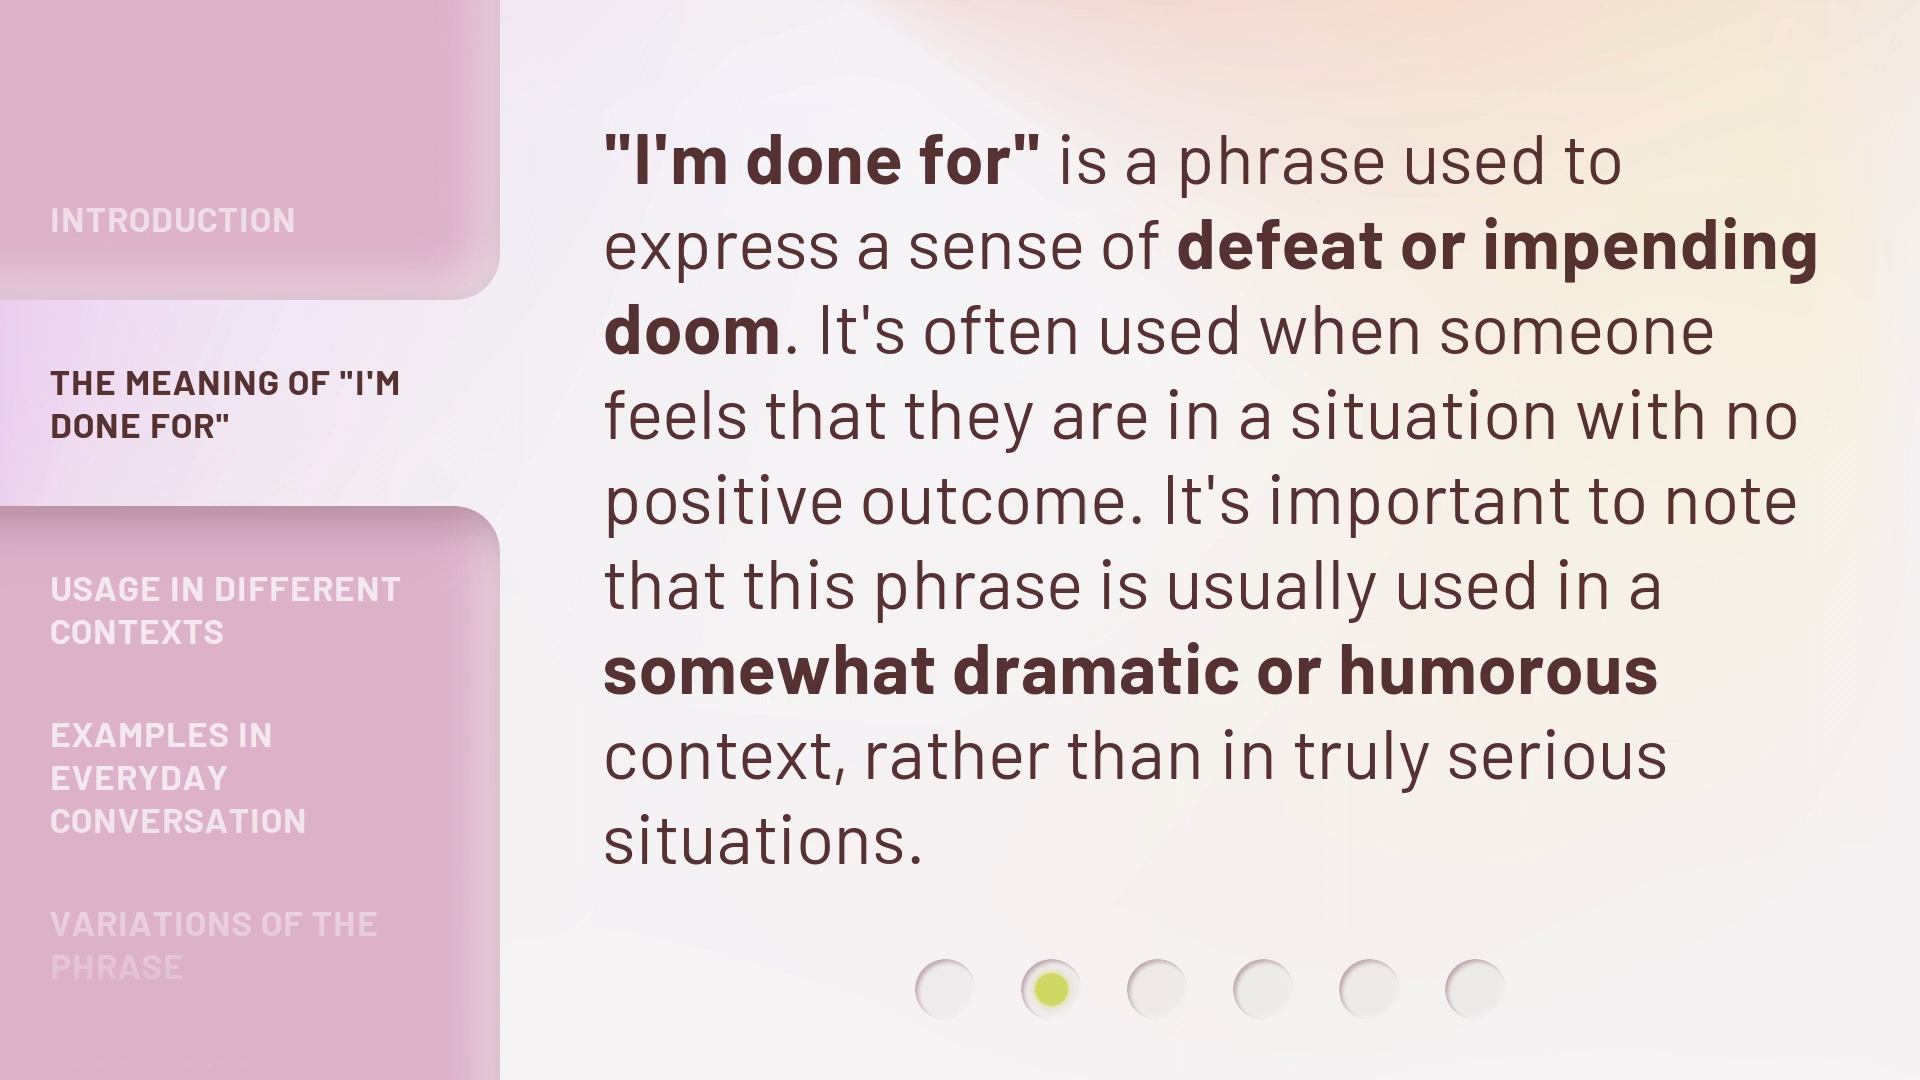 INTRODUCTION
THE MEANING OF "I'M
DONE FOR"
USAGE IN DIFFERENT
CONTEXTS
EXAMPLES IN
EVERYDAY
CONVERSATION
VARIATIONS OF THE
PHRASE
"I'm done for" is a phrase used to
express a sense of defeat or impending
doom. It's often used when someone
feels that they are in a situation with no
positive outcome. It's important to note
that this phrase is usually used in a
somewhat dramatic or humorous
context, rather than in truly serious
situations.